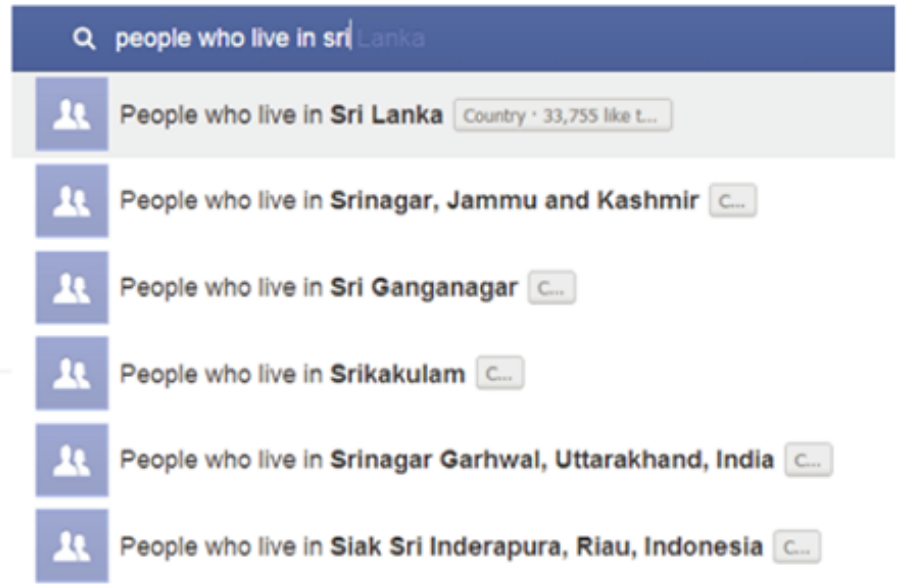 people who live in sri Lanka
People who live in Sri Lanka Country · 33,755 like t...
People who live in Srinagar, Jammu and Kashmir C...
People who live in Sri Ganganagar C...
People who live in Srikakulam C...
People who live in Srinagar Garhwal, Uttarakhand, India C...
People who live in Siak Sri Inderapura, Riau, Indonesia C...